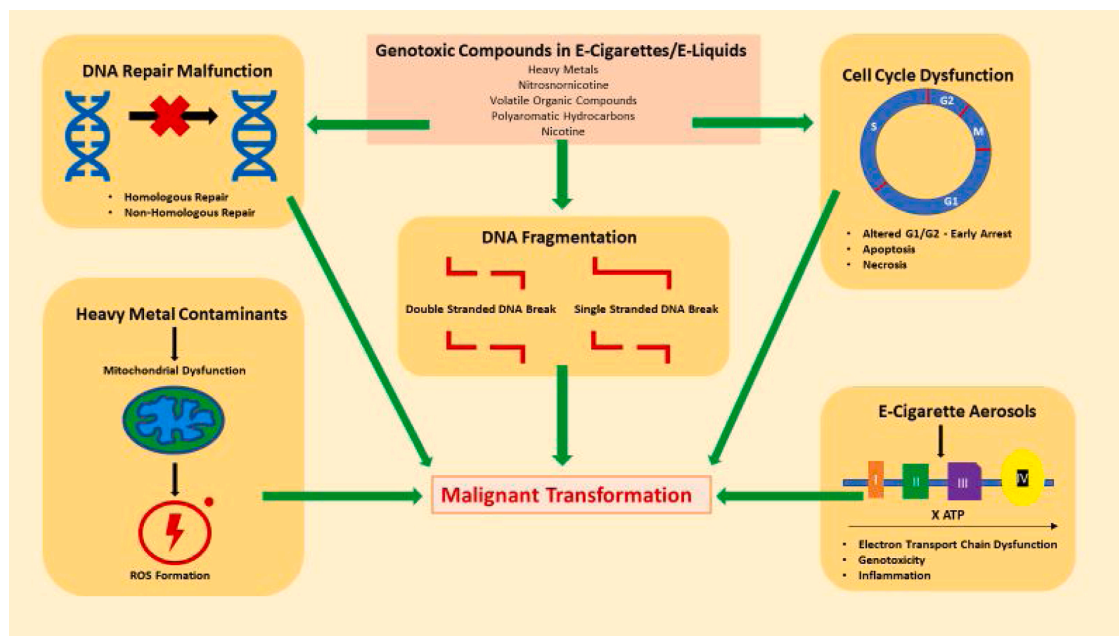 Genotoxic Compounds in E-Cigarettes/E-Liquids
Heavy Metals
Nitrosnornicotine
Volatile Organic Compounds
Polyaromatic Hydrocarbons
Nicotine
DNA Repair Malfunction
• Homologous Repair
• Non-Homologous Repair
Cell Cycle Dysfunction
G2
S
M
G1
• Altered G1/G2 - Early Arrest
• Apoptosis
• Necrosis
DNA Fragmentation
Double Stranded DNA Break
Single Stranded DNA Break
Heavy Metal Contaminants
Mitochondrial Dysfunction
ROS Formation
E-Cigarette Aerosols
I
II
III
IV
X ATP
• Electron Transport Chain Dysfunction
• Genotoxicity
• Inflammation
Malignant Transformation